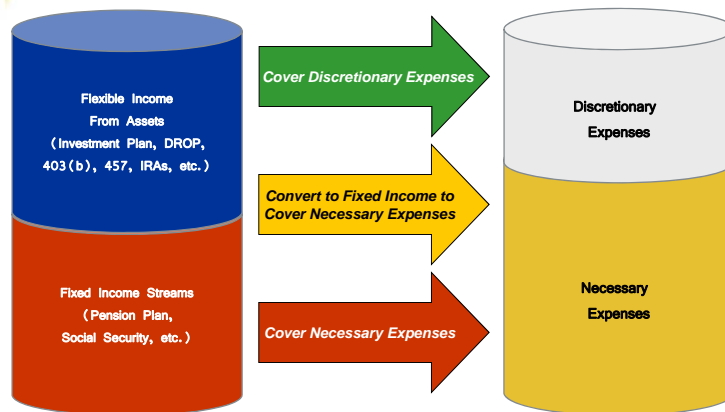 Flexible Income
From Assets
(Investment Plan, DROP,
403(b), 457, IRAs, etc.)
Fixed Income Streams
(Pension Plan,
Social Security, etc.)
Cover Discretionary Expenses
Convert to Fixed Income to
Cover Necessary Expenses
Cover Necessary Expenses
Discretionary
Expenses
Necessary
Expenses